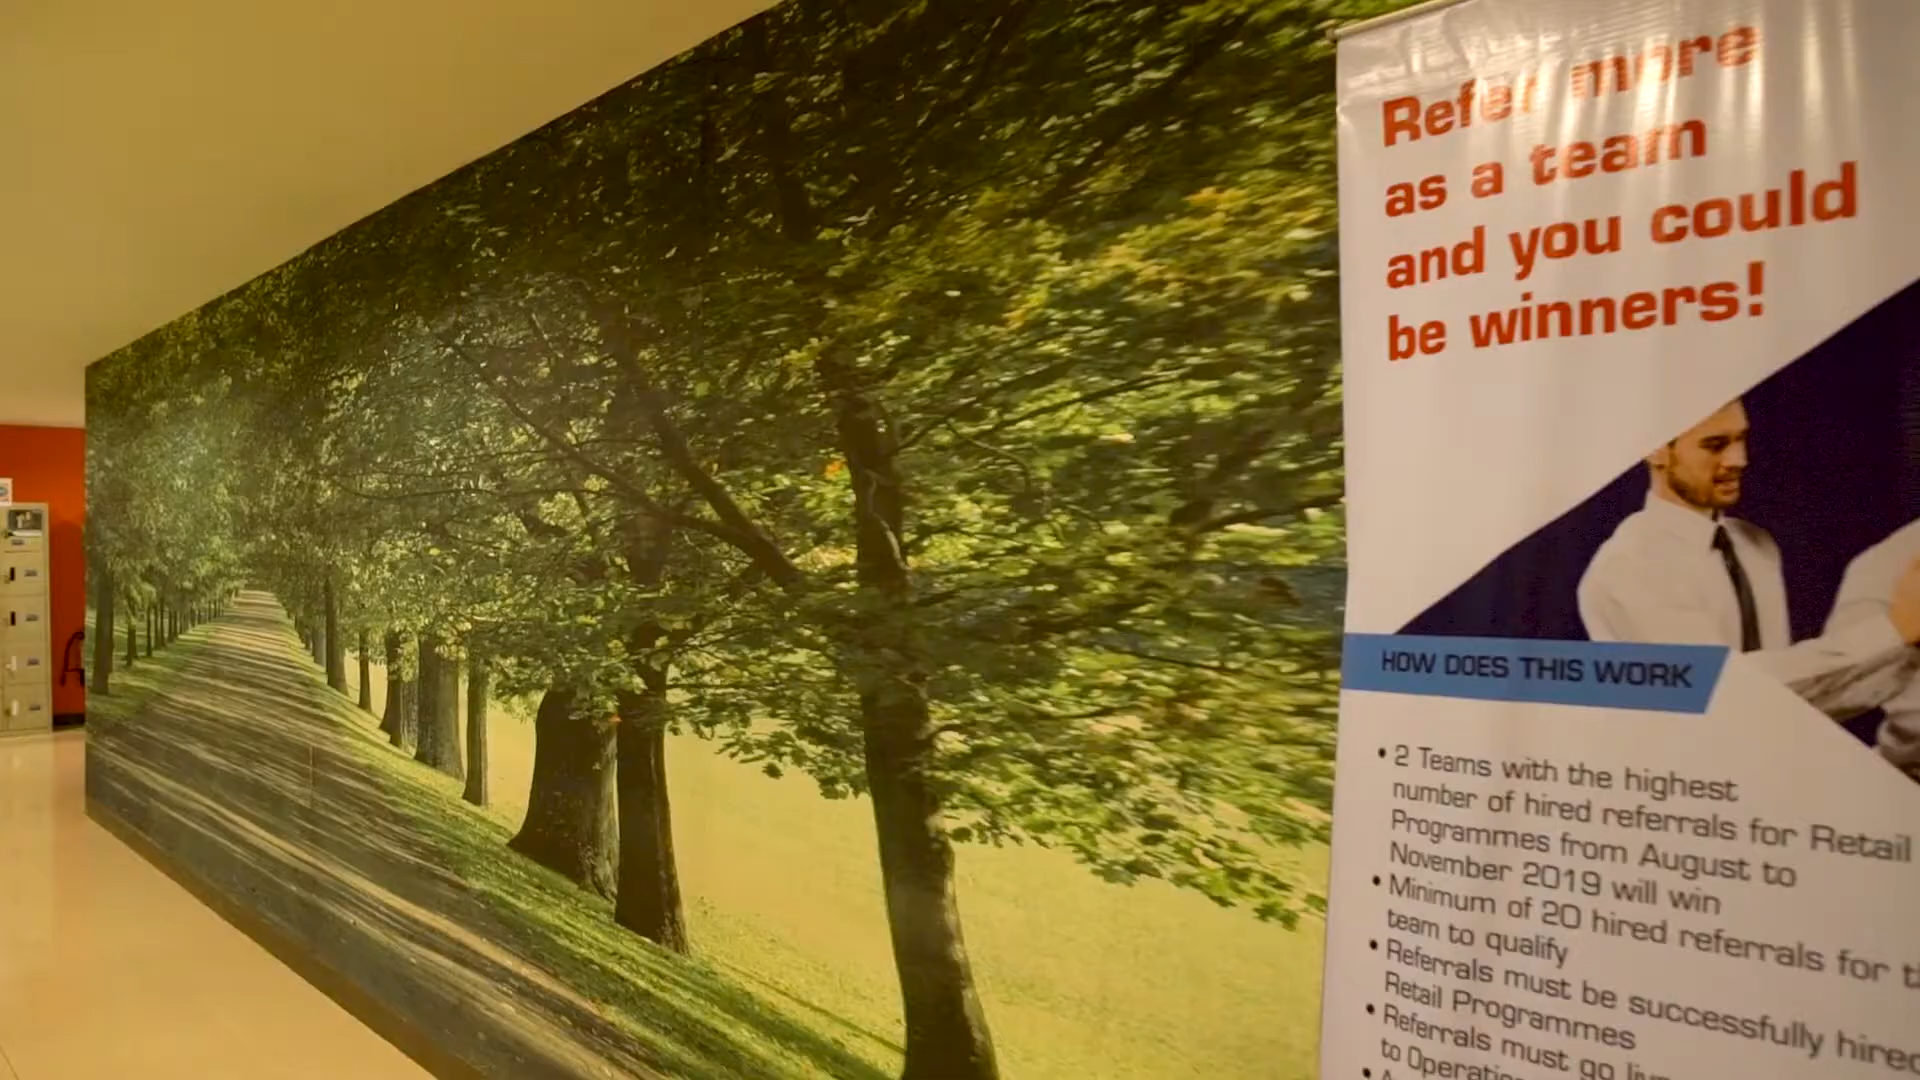 Refer more
as a team
and you could
be winners!
HOW DOES THIS WORK
• 2 Teams with the highest
number of hired referrals for Retail
Programmes from August to
November 2019 will win
• Minimum of 20 hired referrals for
team to qualify
• Referrals must be successfully hired
Retail Programmes
• Referrals must go
to